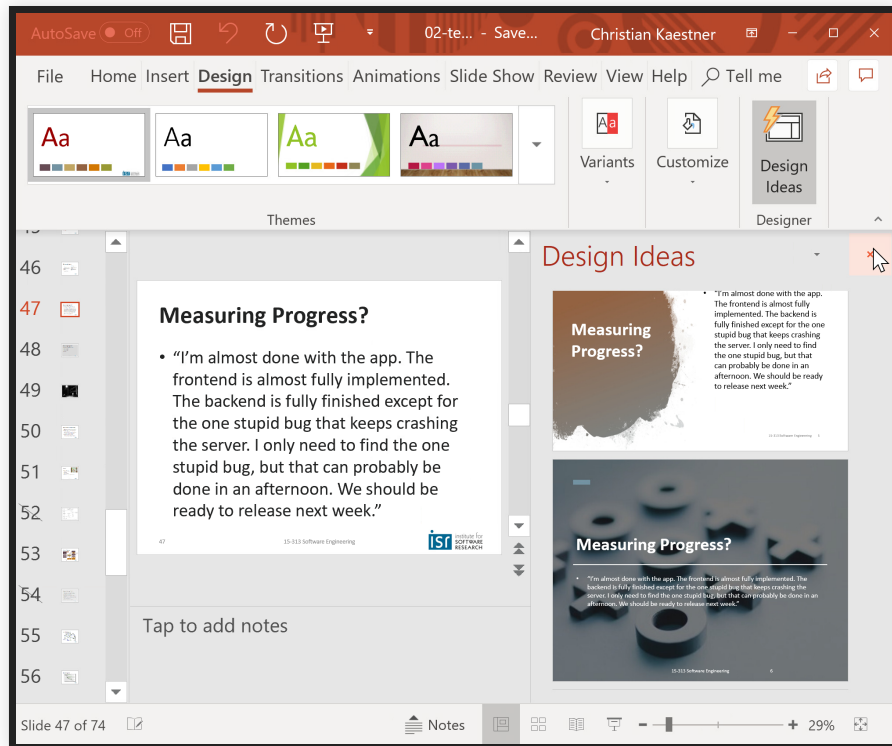 AutoSave Off 02-te... - Save... Christian Kaestner
File Home Insert Design Transitions Animations Slide Show Review View Help Tell me
Aa Aa Aa Aa
Variants
Customize
Design
Ideas
Themes
Designer
46
47
48
49
50
51
52
53
54
55
56
Measuring Progress?
• “I’m almost done with the app. The
frontend is almost fully implemented.
The backend is fully finished except for
the one stupid bug that keeps crashing
the server. I only need to find the one
stupid bug, but that can probably be
done in an afternoon. We should be
ready to release next week.”
47 15-313 Software Engineering
isr institute for
SOFTWARE
RESEARCH
Tap to add notes
Design Ideas
Measuring
Progress?
• "I'm almost done with the app.
The frontend is almost fully
implemented. The backend is
fully finished except for the one
stupid bug that keeps crashing
the server. I only need to find
the one stupid bug, but that
can probably be done in an
afternoon. We should be ready
to release next week."
15-313 Software Engineering 5
Measuring Progress?
• "I'm almost done with the app. The frontend is almost fully implemented. The
backend is fully finished except for the one stupid bug that keeps crashing the
server. I only need to find the one stupid bug, but that can probably be done in an
afternoon. We should be ready to release next week."
15-313 Software Engineering 6
Slide 47 of 74 Notes 29%